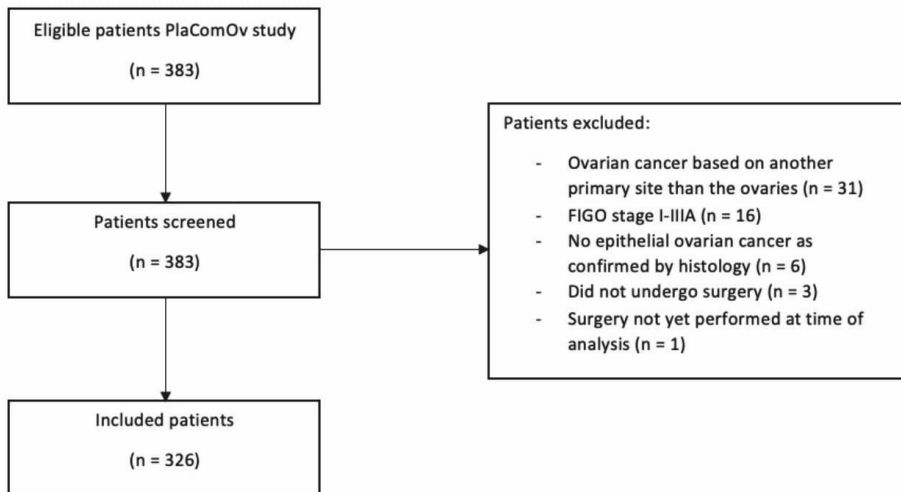 Eligible patients PlaComOv study
(n = 383)
Patients excluded:
- Ovarian cancer based on another
primary site than the ovaries (n = 31)
- FIGO stage I-IIIA (n = 16)
- No epithelial ovarian cancer as
confirmed by histology (n = 6)
- Did not undergo surgery (n = 3)
- Surgery not yet performed at time of
analysis (n = 1)
Patients screened
(n = 383)
Included patients
(n = 326)